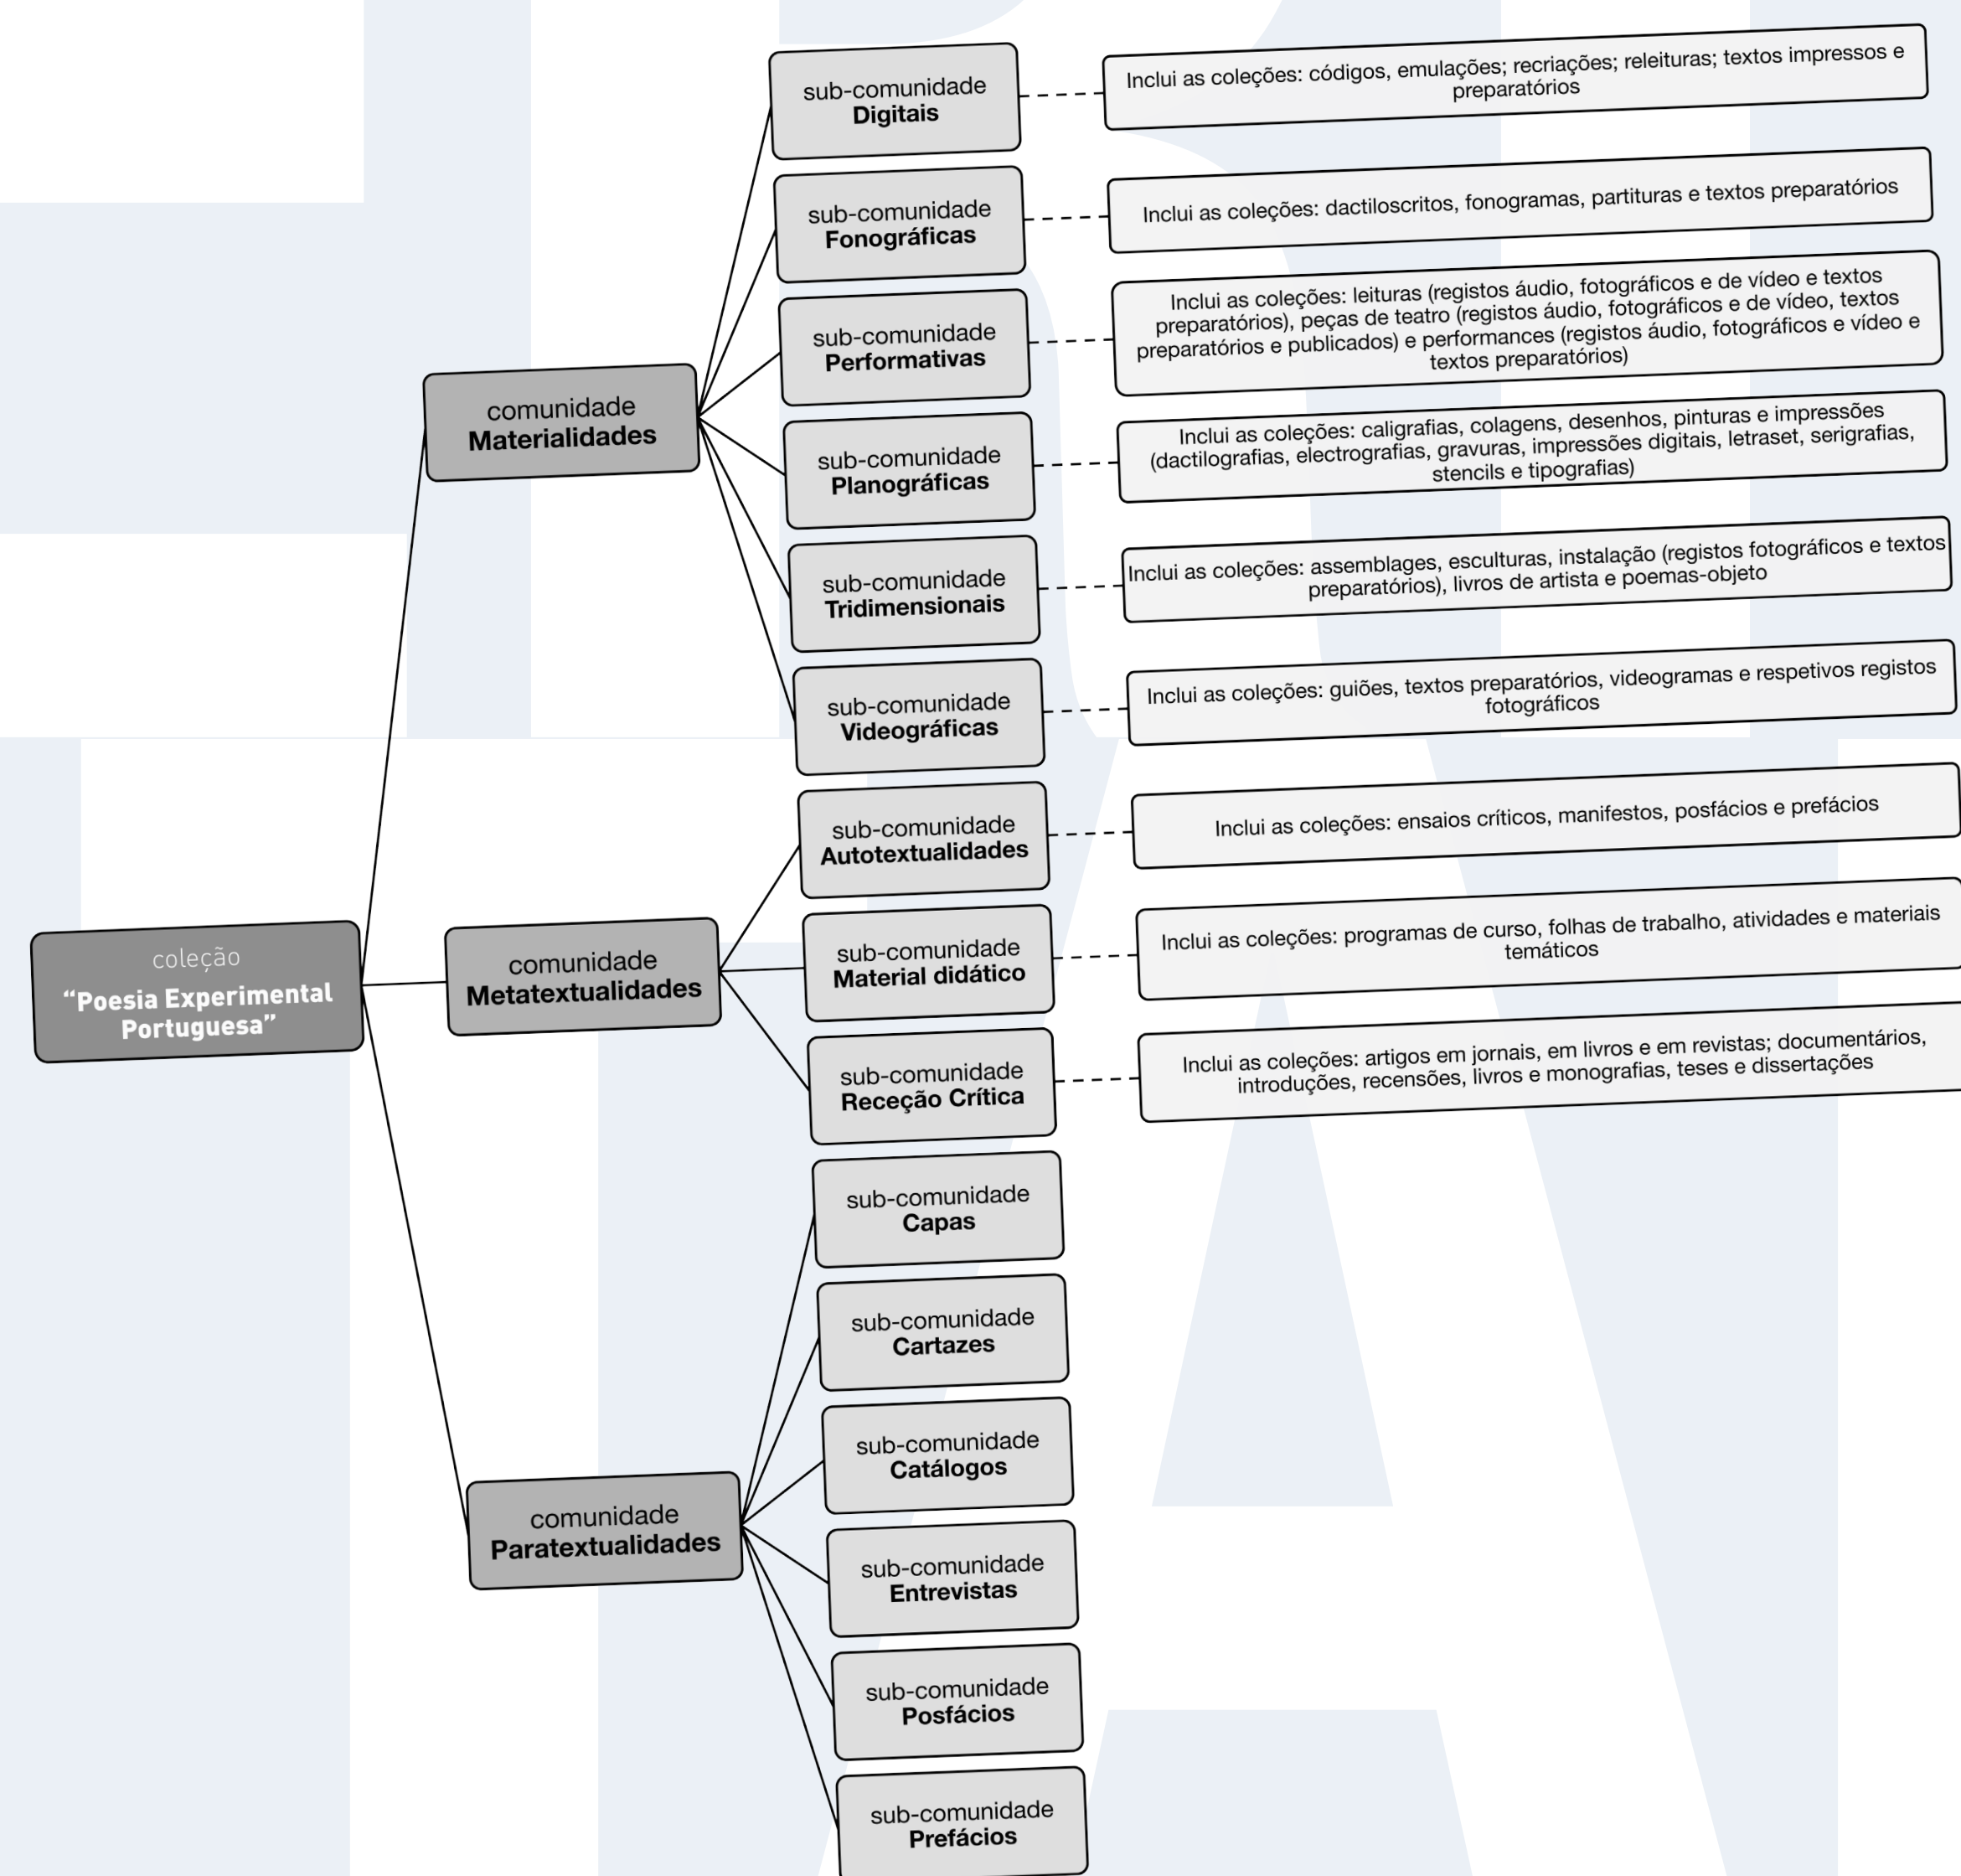 coleção
“Poesia Experimental
Portuguesa”
comunidade
Materialidades
sub-comunidade
Digitais
Inclui as coleções: códigos, emulações; recriações; releituras; textos impressos e
preparatórios
sub-comunidade
Fonográficas
Inclui as coleções: dactiloscritos, fonogramas, partituras e textos preparatórios
sub-comunidade
Performativas
Inclui as coleções: leituras (registos áudio, fotográficos e de vídeo e textos
preparatórios), peças de teatro (registos áudio, fotográficos e de vídeo, textos
preparatórios e publicados) e performances (registos áudio, fotográficos e vídeo e
textos preparatórios)
sub-comunidade
Planográficas
Inclui as coleções: caligrafias, colagens, desenhos, pinturas e impressões
(dactilografias, electrografias, gravuras, impressões digitais, letraset, serigrafias,
stencils e tipografias)
sub-comunidade
Tridimensionais
Inclui as coleções: assemblages, esculturas, instalação (registos fotográficos e textos
preparatórios), livros de artista e poemas-objeto
sub-comunidade
Videográficas
Inclui as coleções: guiões, textos preparatórios, videogramas e respetivos registos
fotográficos
comunidade
Metatextualidades
sub-comunidade
Autotextualidades
Inclui as coleções: ensaios críticos, manifestos, posfácios e prefácios
sub-comunidade
Material didático
Inclui as coleções: programas de curso, folhas de trabalho, atividades e materiais
temáticos
sub-comunidade
Receção Crítica
Inclui as coleções: artigos em jornais, em livros e em revistas; documentários,
introduções, recensões, livros e monografias, teses e dissertações
comunidade
Paratextualidades
sub-comunidade
Capas
sub-comunidade
Cartazes
sub-comunidade
Catálogos
sub-comunidade
Entrevistas
sub-comunidade
Posfácios
sub-comunidade
Prefácios